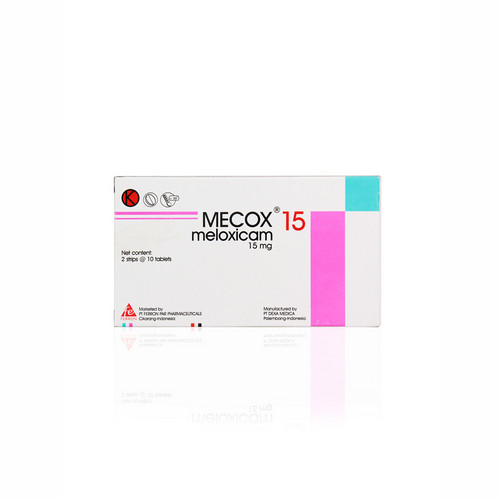 K
MECOX® 15
meloxicam
15 mg
Net content:
2 strips @ 10 tablets
FERRON
Marketed by
PT FERRON PAR PHARMACEUTICALS
Cikarang-Indonesia
Manufactured by
PT DEXA MEDICA
Palembang-Indonesia